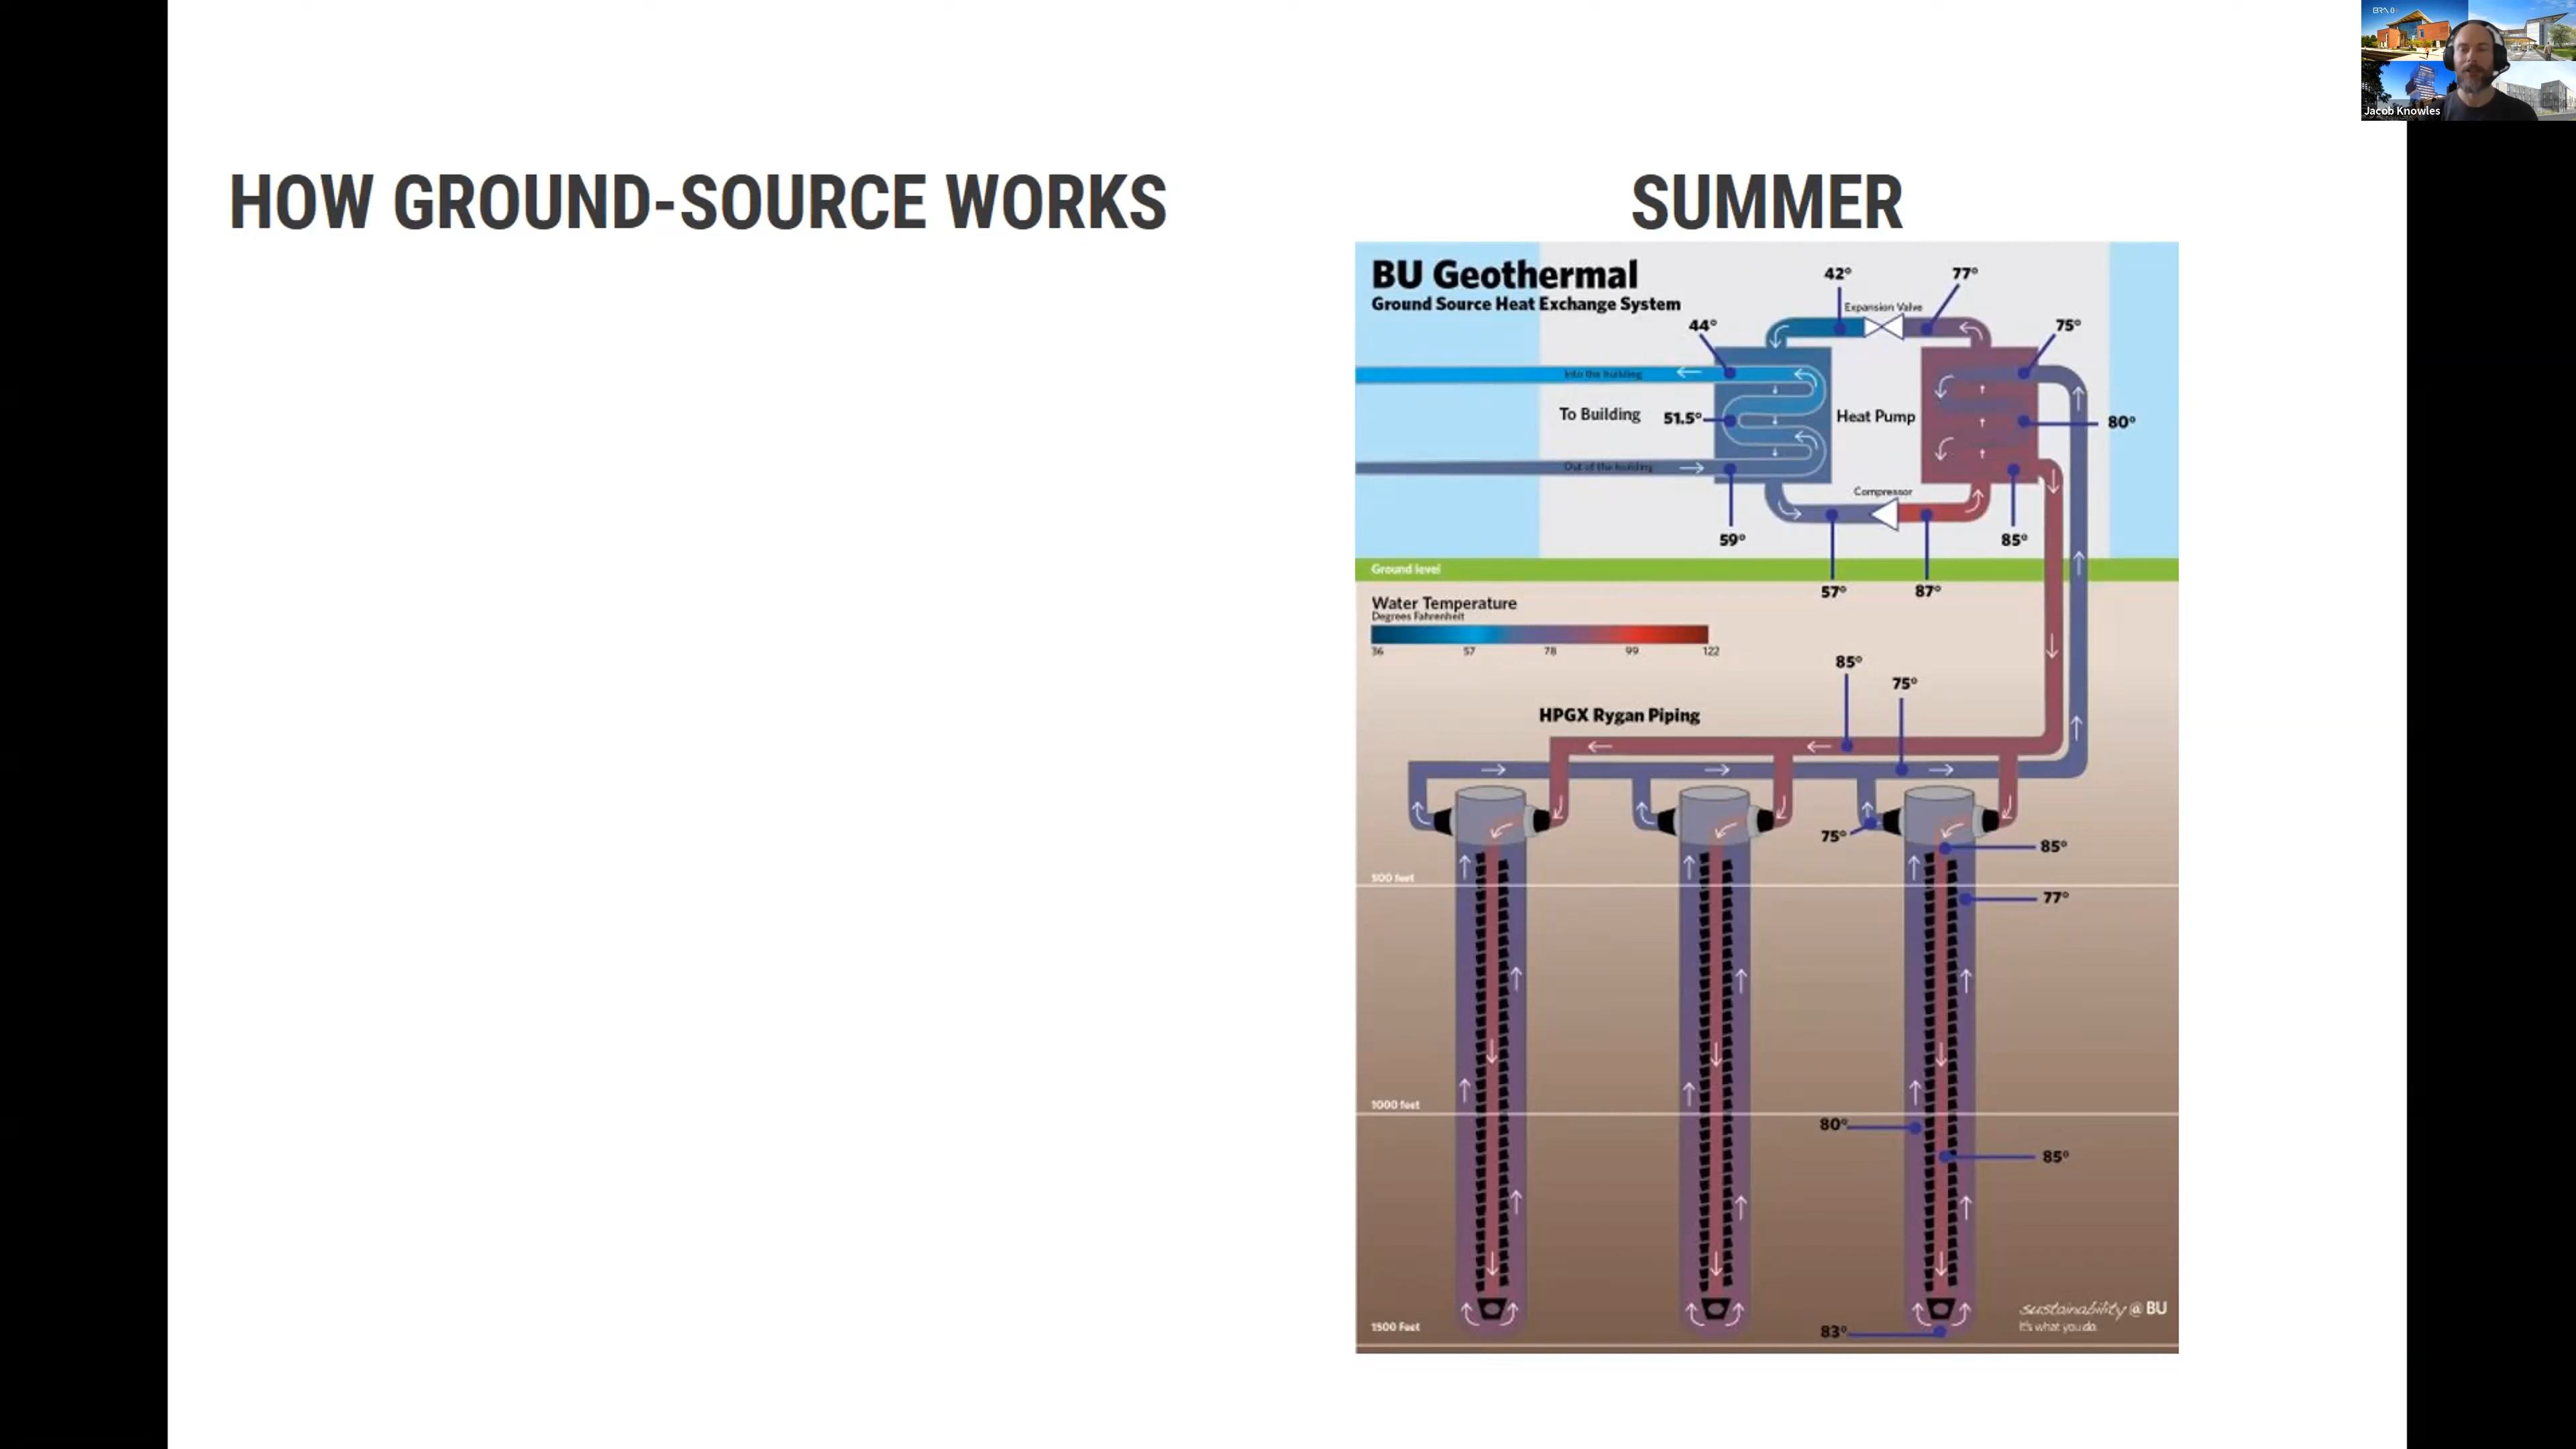 BRA O
Jacob Knowles
HOW GROUND-SOURCE WORKS
SUMMER
BU Geothermal
Ground Source Heat Exchange System
42°
77°
Expansion Valve
44°
75°
Into the building
To Building
51.5°
Heat Pump
80°
Out of the building
Compressor
59°
85°
Ground level
57°
87°
Water Temperature
Degrees Fahrenheit
36 57 78 99 122
85°
75°
HPGX Rygan Piping
75°
85°
500 feet
77°
1000 feet
80°
85°
sustainability @ BU
It's what you do.
1500 Feet
83°